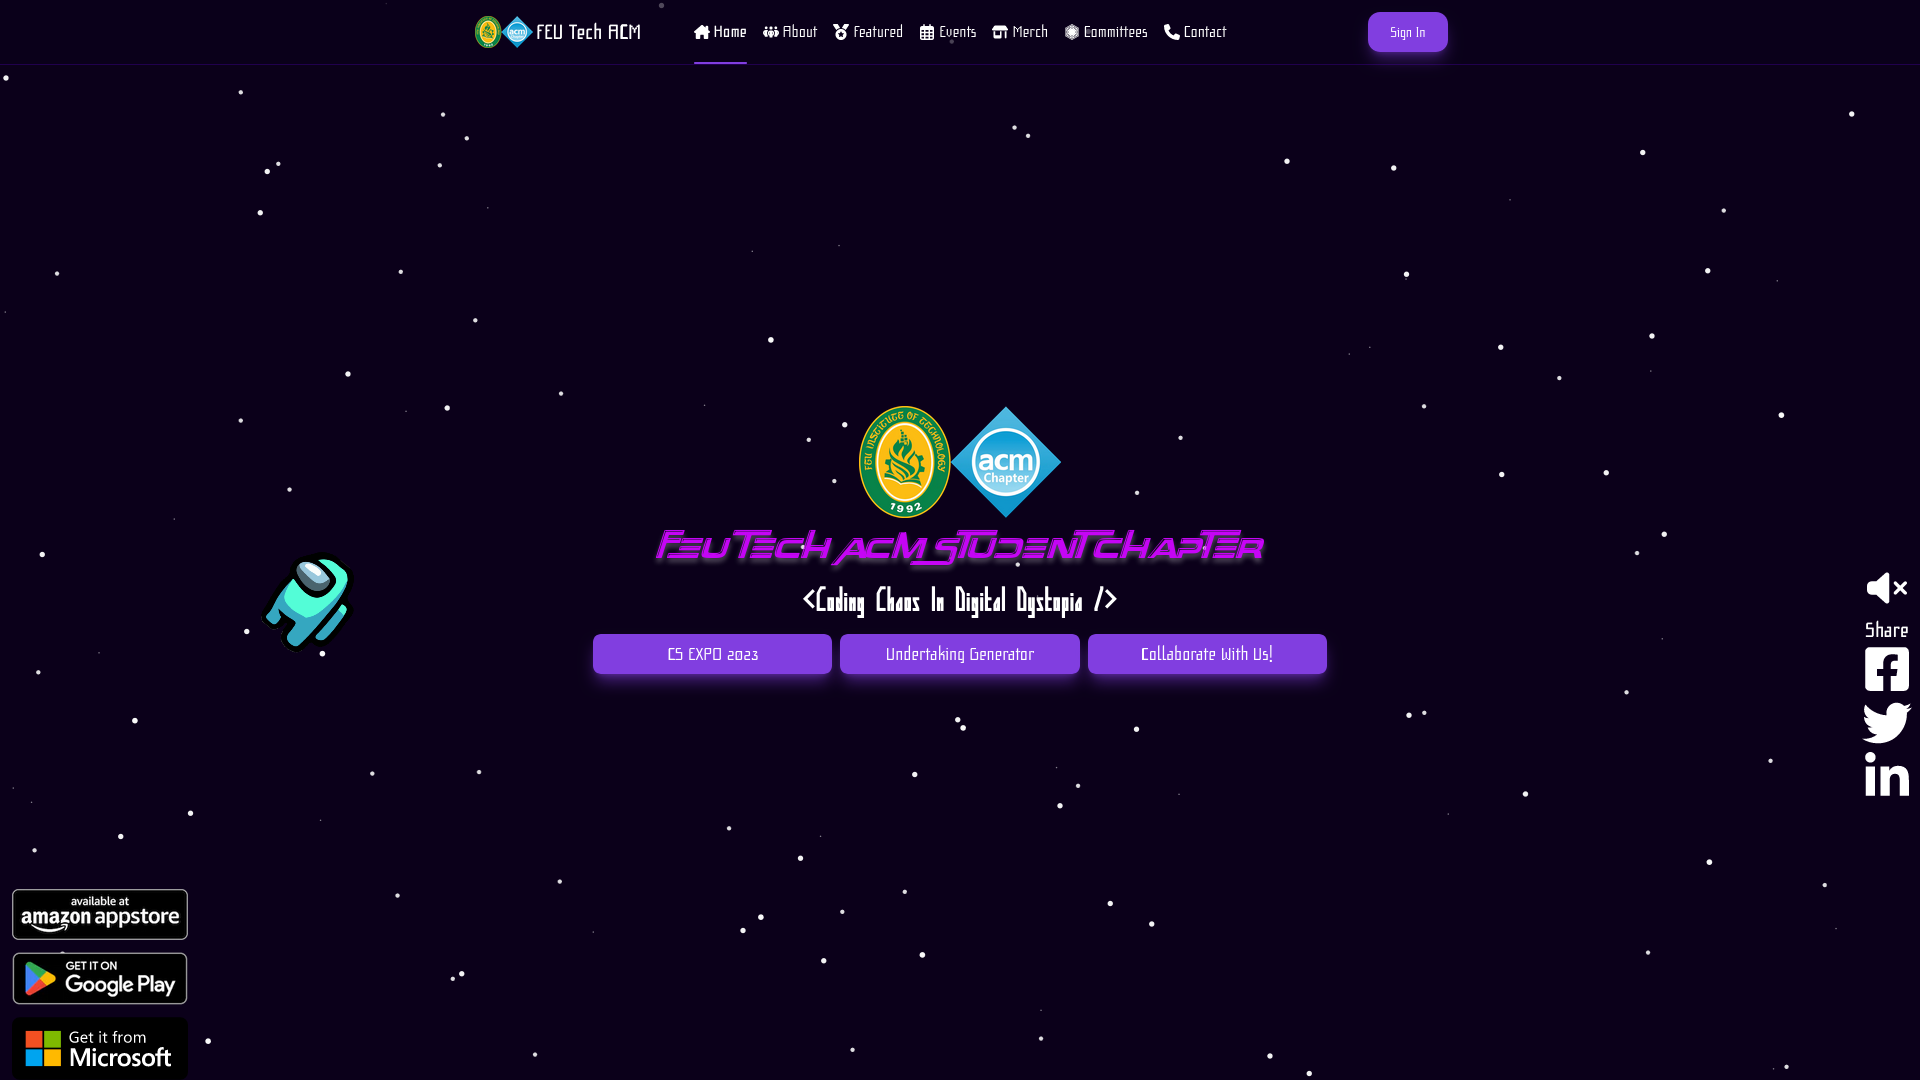 FEU Tech ACM
Home
About
Featured
Events
Merch
Committees
Contact
Sign In
FEU INSTITUTE OF TECHNOLOGY
1992
acm
Chapter
FEU TECH ACM STUDENT CHAPTER
<Coding Chaos In Digital Dystopia />
CS EXPO 2023
Undertaking Generator
Collaborate With Us!
Share
available at
amazon appstore
GET IT ON
Google Play
Get it from
Microsoft